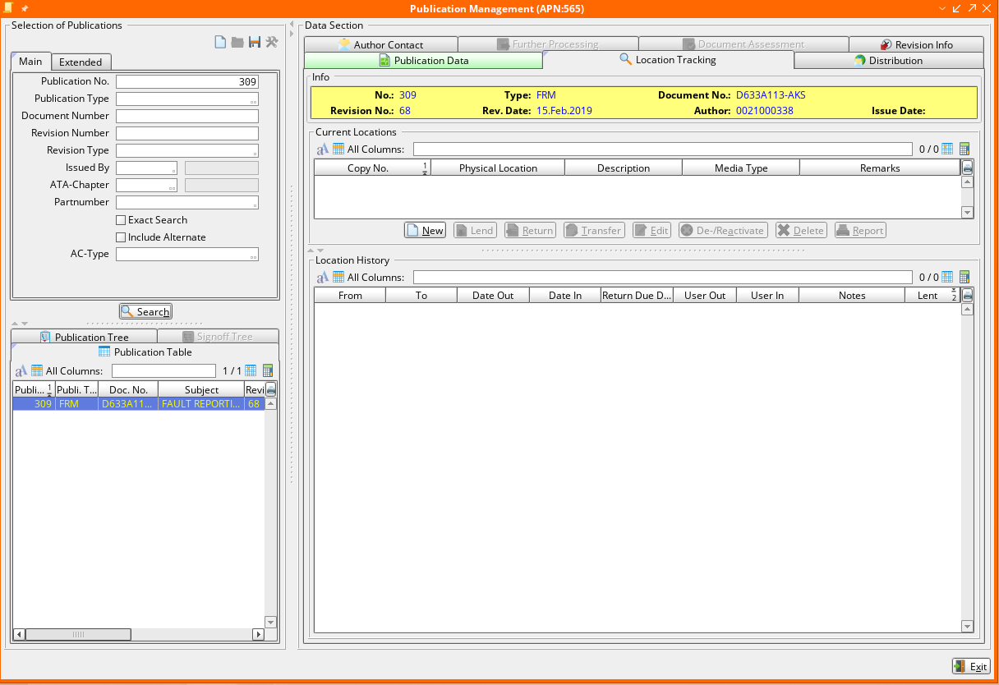 Publication Management (APN:565)
Selection of Publications
Main
Extended
Publication No. 309
Publication Type
Document Number
Revision Number
Revision Type
Issued By
ATA-Chapter
Partnumber
Exact Search
Include Alternate
AC-Type
Search
Publication Tree
Signoff Tree
Publication Table
All Columns: 1 / 1
Publi... 1 Publi. T... Doc. No. Subject Revi
309 FRM D633A11... FAULT REPORTI... 68
Data Section
Author Contact
Further Processing
Document Assessment
Revision Info
Publication Data
Location Tracking
Distribution
Info
No.: 309 Type: FRM Document No.: D633A113-AKS
Revision No.: 68 Rev. Date: 15.Feb.2019 Author: 0021000338 Issue Date:
Current Locations
All Columns: 0 / 0
Copy No. 1 Physical Location Description Media Type Remarks
New Lend Return Transfer Edit De-/Reactivate Delete Report
Location History
All Columns: 0 / 0
From To Date Out Date In Return Due D... User Out User In Notes Lent 2
Exit